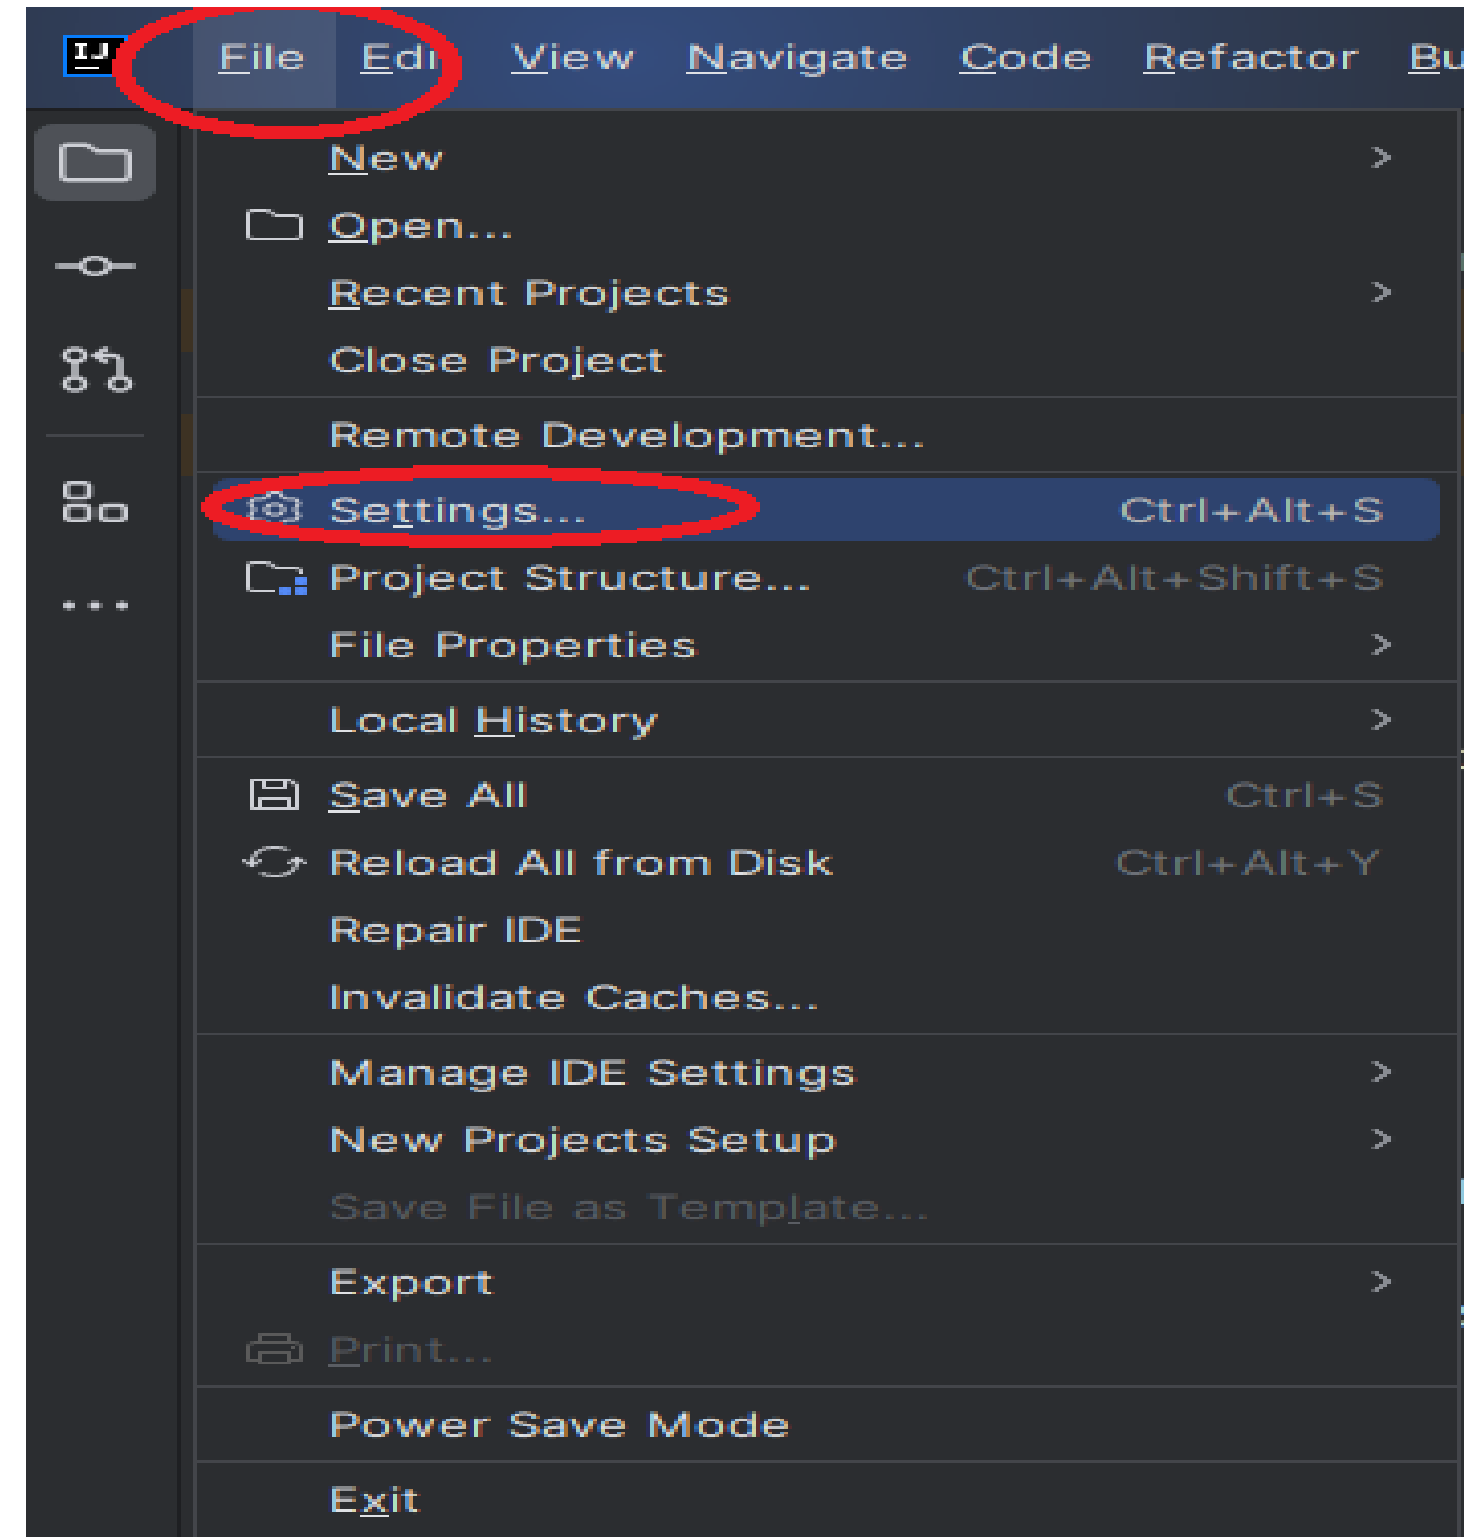 IJ File Edi View Navigate Code Refactor Bu
New >
Open...
Recent Projects >
Close Project
Remote Development...
Settings... Ctrl+Alt+S
Project Structure... Ctrl+Alt+Shift+S
File Properties >
Local History >
Save All Ctrl+S
Reload All from Disk Ctrl+Alt+Y
Repair IDE
Invalidate Caches...
Manage IDE Settings >
New Projects Setup >
Save File as Template...
Export >
Print...
Power Save Mode
Exit